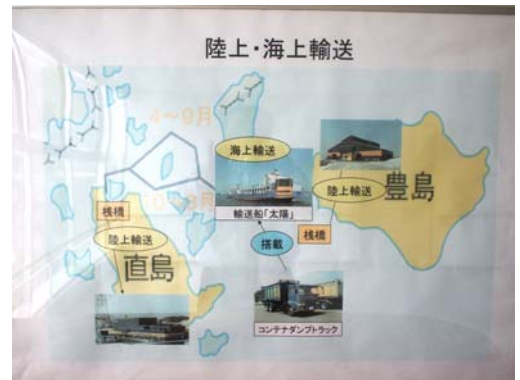 陸上・海上輸送
4～9月
海上輸送
輸送船「太陽」
陸上輸送
豊島
桟橋
10～3月
陸上輸送
直島
搭載
桟橋
コンテナダンプトラック